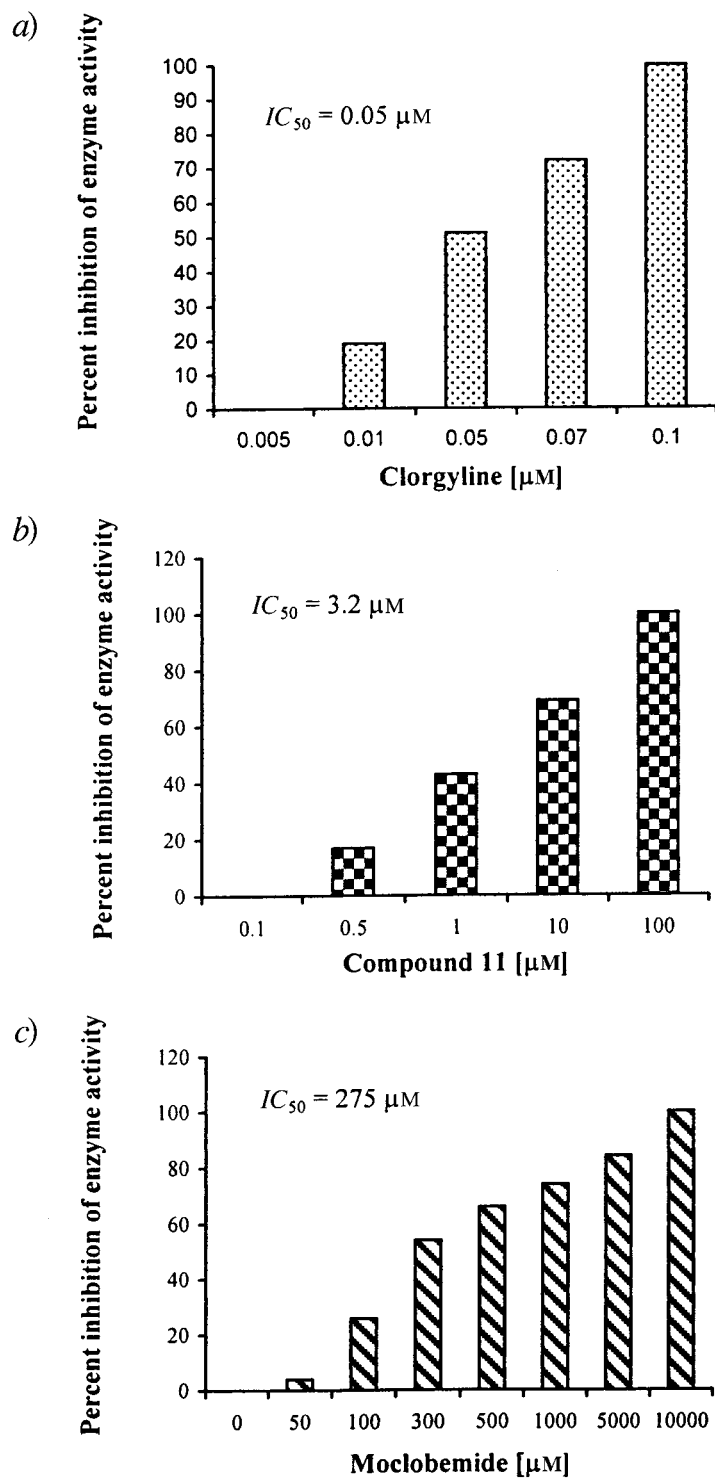 a)
Percent inhibition of enzyme activity
100
90
80
70
60
50
40
30
20
10
0
IC50 = 0.05 μM
0.005 0.01 0.05 0.07 0.1
Clorgyline [μM]
b)
Percent inhibition of enzyme activity
120
100
80
60
40
20
0
IC50 = 3.2 μM
0.1 0.5 1 10 100
Compound 11 [μM]
c)
Percent inhibition of enzyme activity
120
100
80
60
40
20
0
IC50 = 275 μM
0 50 100 300 500 1000 5000 10000
Moclobemide [μM]